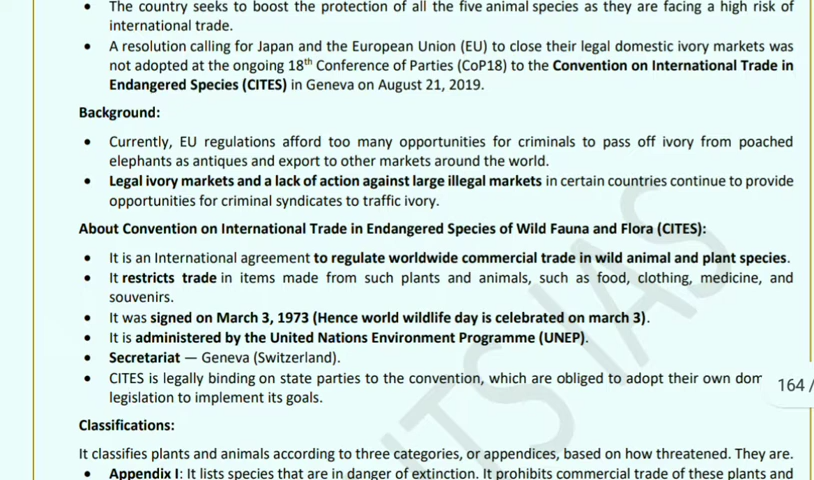 • The country seeks to boost the protection of all the five animal species as they are facing a high risk of
international trade.
• A resolution calling for Japan and the European Union (EU) to close their legal domestic ivory markets was
not adopted at the ongoing 18th Conference of Parties (CoP18) to the Convention on International Trade in
Endangered Species (CITES) in Geneva on August 21, 2019.
Background:
• Currently, EU regulations afford too many opportunities for criminals to pass off ivory from poached
elephants as antiques and export to other markets around the world.
• Legal ivory markets and a lack of action against large illegal markets in certain countries continue to provide
opportunities for criminal syndicates to traffic ivory.
About Convention on International Trade in Endangered Species of Wild Fauna and Flora (CITES):
• It is an International agreement to regulate worldwide commercial trade in wild animal and plant species.
• It restricts trade in items made from such plants and animals, such as food, clothing, medicine, and
souvenirs.
• It was signed on March 3, 1973 (Hence world wildlife day is celebrated on march 3).
• It is administered by the United Nations Environment Programme (UNEP).
• Secretariat — Geneva (Switzerland).
• CITES is legally binding on state parties to the convention, which are obliged to adopt their own dom
164 /
legislation to implement its goals.
Classifications:
It classifies plants and animals according to three categories, or appendices, based on how threatened. They are.
• Appendix I: It lists species that are in danger of extinction. It prohibits commercial trade of these plants and
ITS IAS